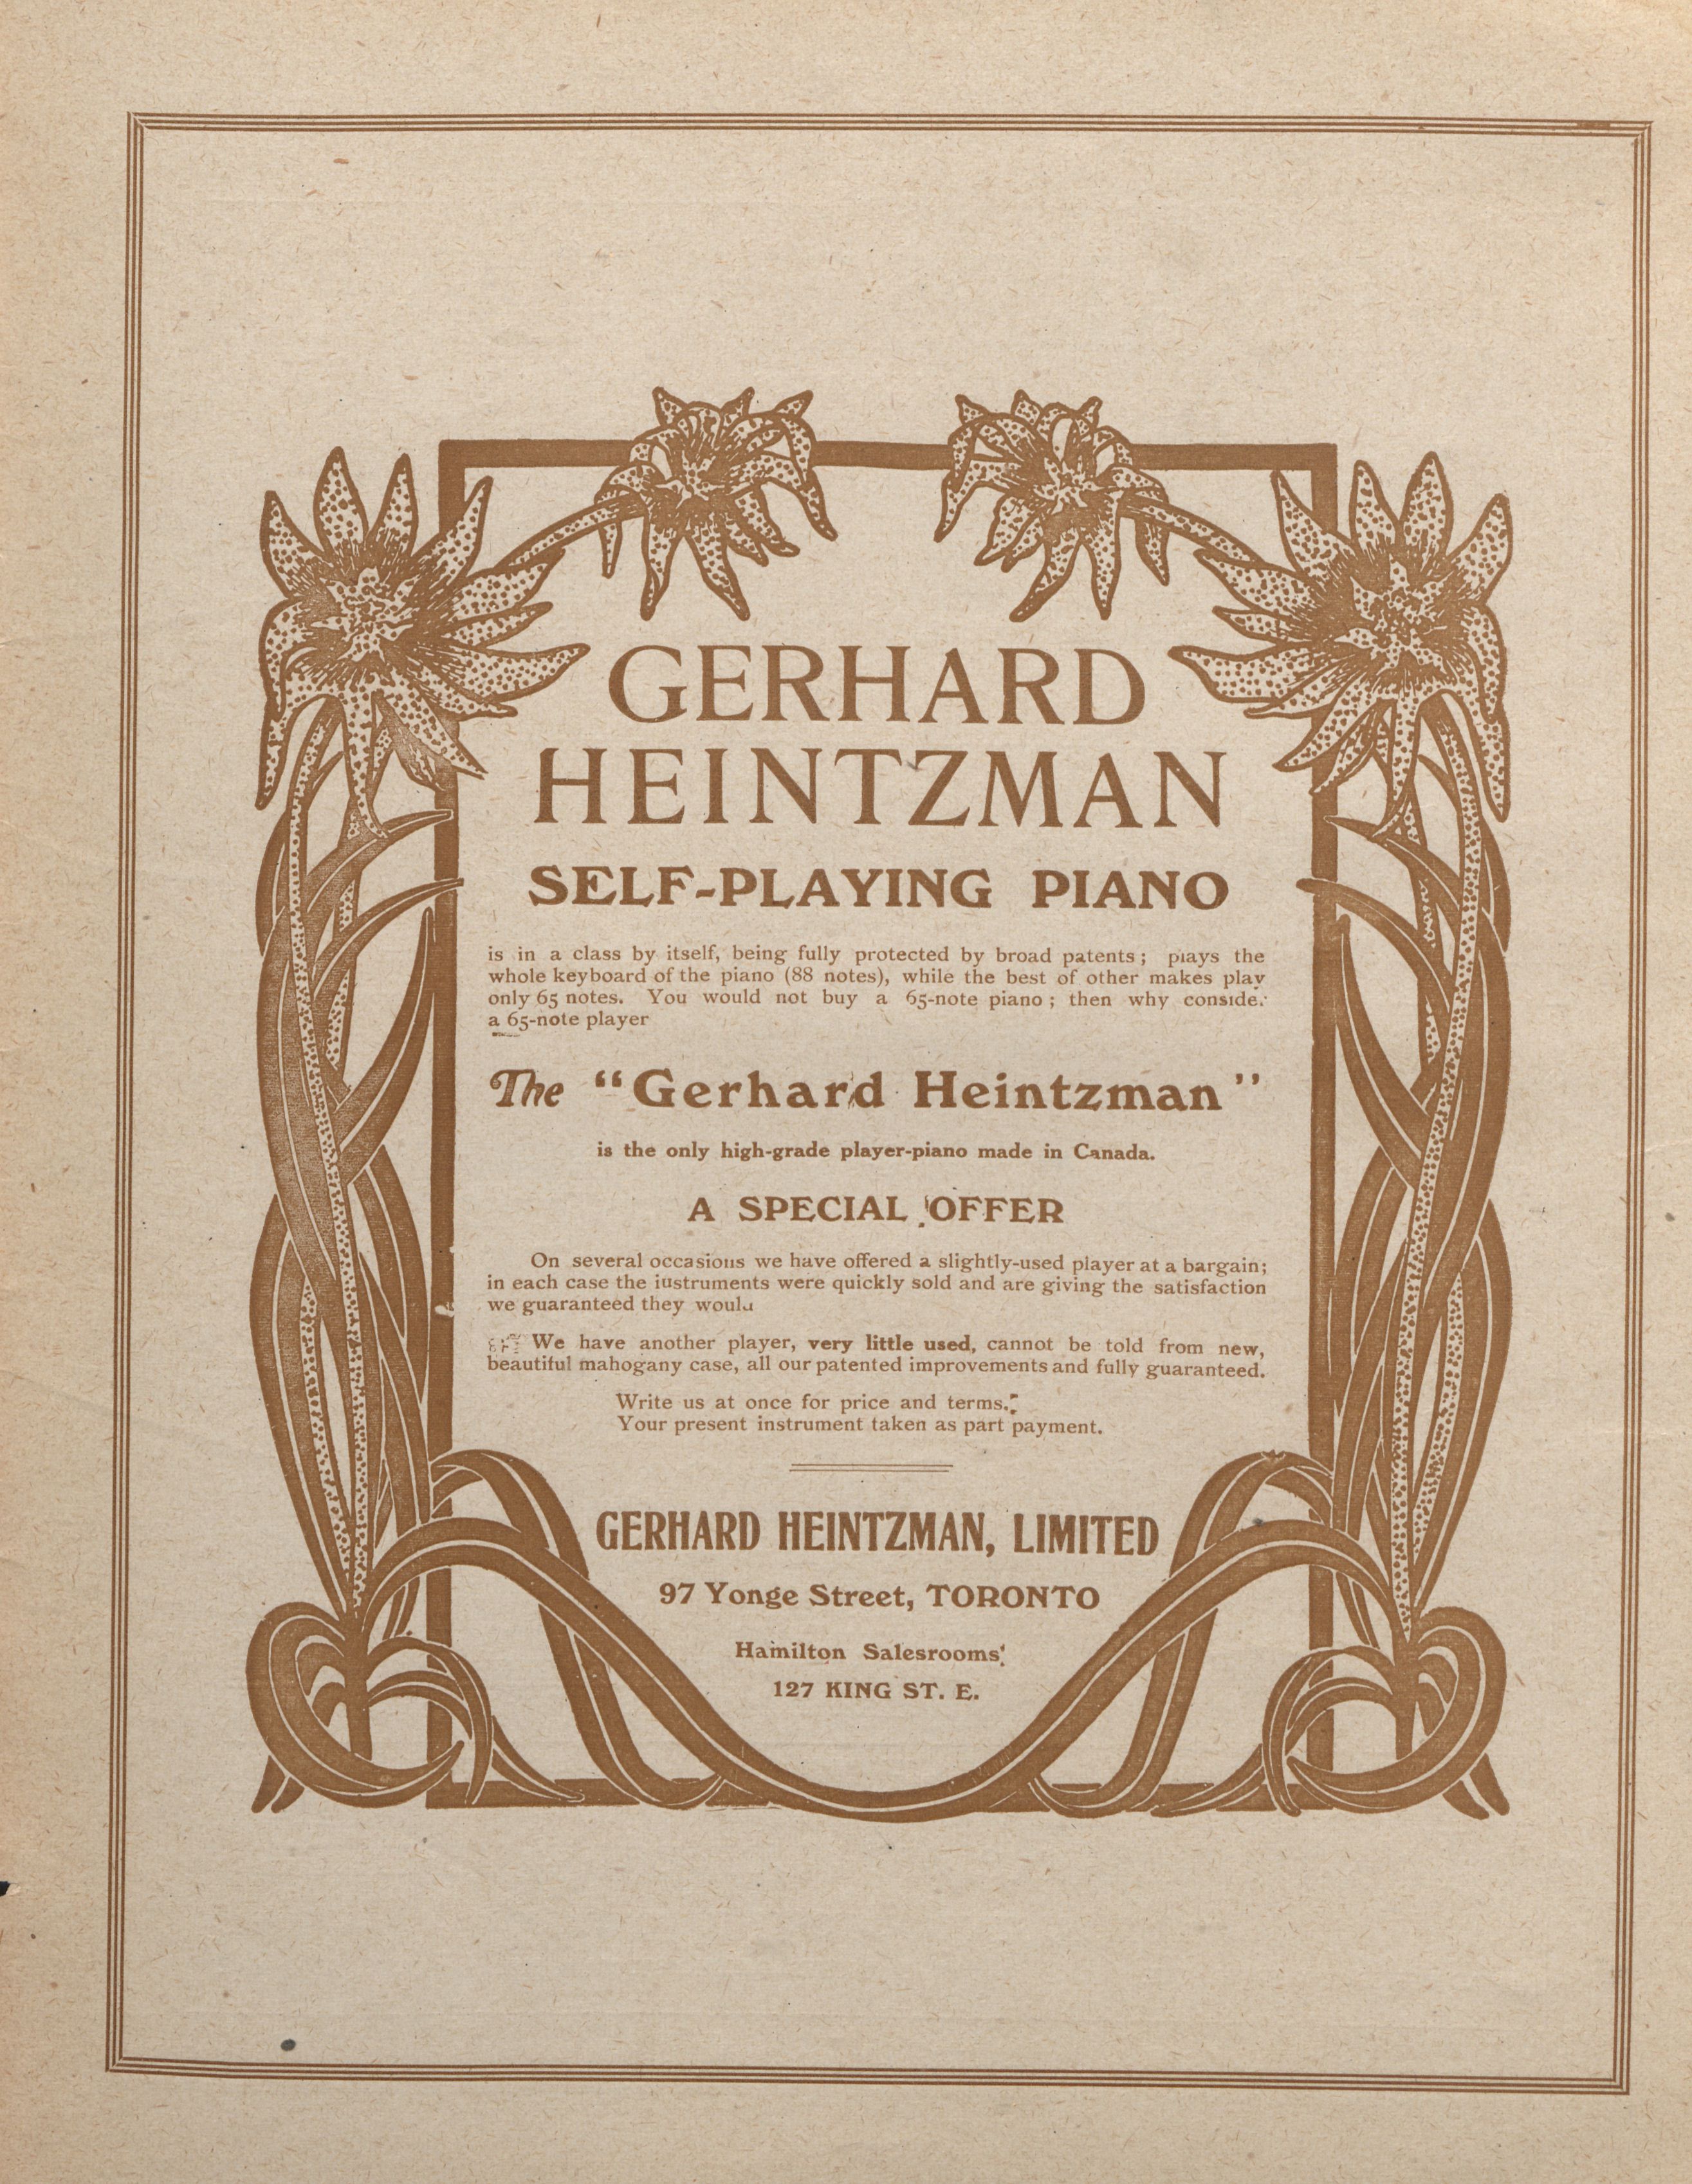 GERHARD
HEINTZMAN
SELF-PLAYING PIANO
is in a class by itself, being fully protected by broad patents; plays the
whole keyboard of the piano (88 notes), while the best of other makes play
only 65 notes. You would not buy a 65-note piano; then why consider
a 65-note player
The "Gerhard Heintzman"
is the only high-grade player-piano made in Canada.
A SPECIAL OFFER
On several occasions we have offered a slightly-used player at a bargain;
in each case the iustruments were quickly sold and are giving the satisfaction
we guaranteed they would
We have another player, very little used, cannot be told from new,
beautiful mahogany case, all our patented improvements and fully guaranteed.
Write us at once for price and terms.
Your present instrument taken as part payment.
GERHARD HEINTZMAN, LIMITED
97 Yonge Street, TORONTO
Hamilton Salesrooms:
127 KING ST. E.